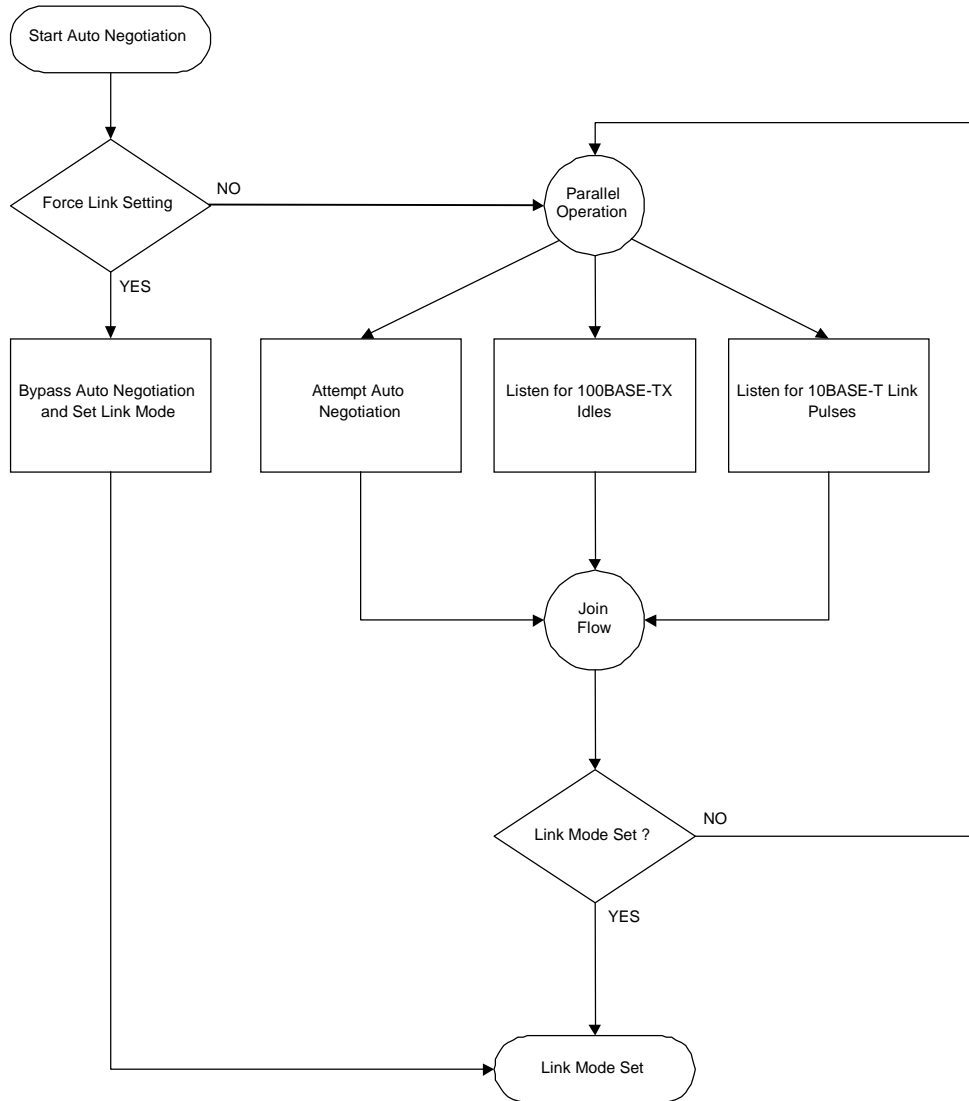 Start Auto Negotiation
Force Link Setting
NO
Parallel
Operation
YES
Bypass Auto Negotiation
and Set Link Mode
Attempt Auto
Negotiation
Listen for 100BASE-TX
Idles
Listen for 10BASE-T Link
Pulses
Join
Flow
Link Mode Set ?
NO
YES
Link Mode Set